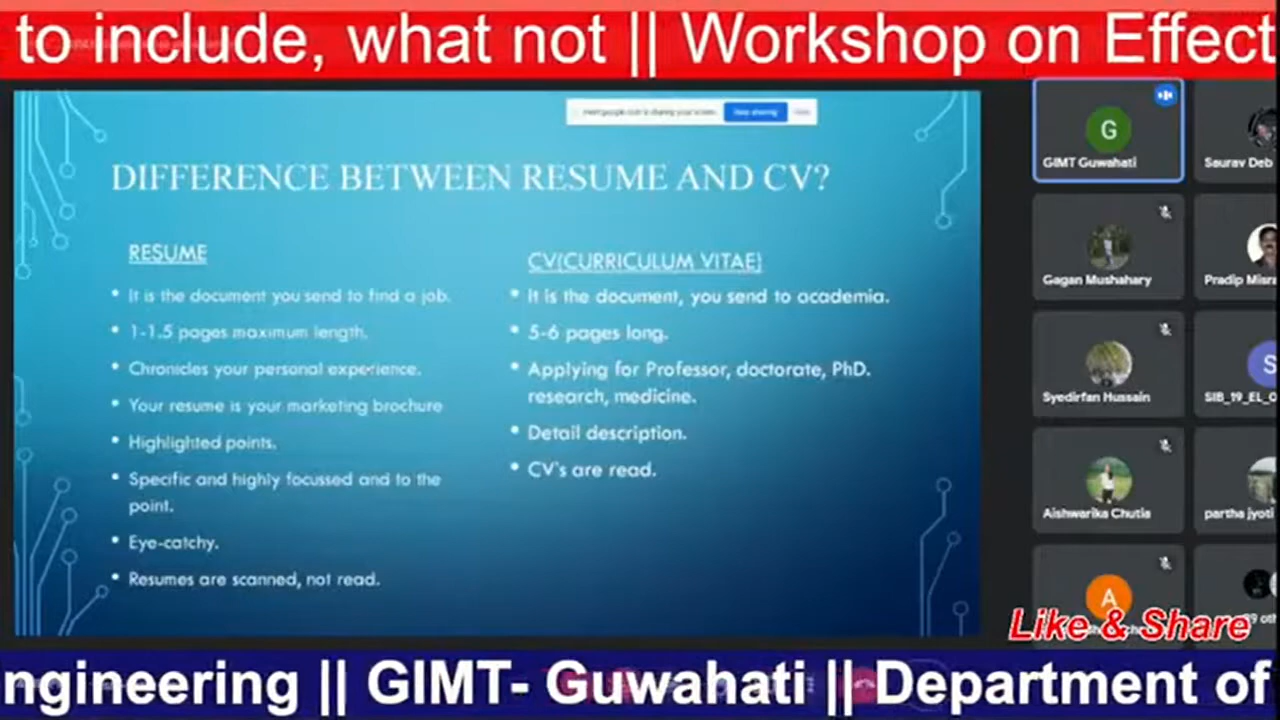 to include, what not || Workshop on Effect
Stop sharing
DIFFERENCE BETWEEN RESUME AND CV?
RESUME
• It is the document you send to find a job.
• 1-1.5 pages maximum length.
• Chronicles your personal experience.
• Your resume is your marketing brochure
• Highlighted points.
• Specific and highly focussed and to the
point.
• Eye-catchy.
• Resumes are scanned, not read.
CV(CURRICULUM VITAE)
• It is the document, you send to academia.
• 5-6 pages long.
• Applying for Professor, doctorate, PhD.
research, medicine.
• Detail description.
• CV's are read.
G
GIMT Guwahati
Saurav Deb
Gagan Mushahary
Pradip Misra
Syedirfan Hussain
S
SIB_19_EL_0
Aishwarika Chutia
partha jyoti
A
Like & Share
ngineering || GIMT- Guwahati || Department of